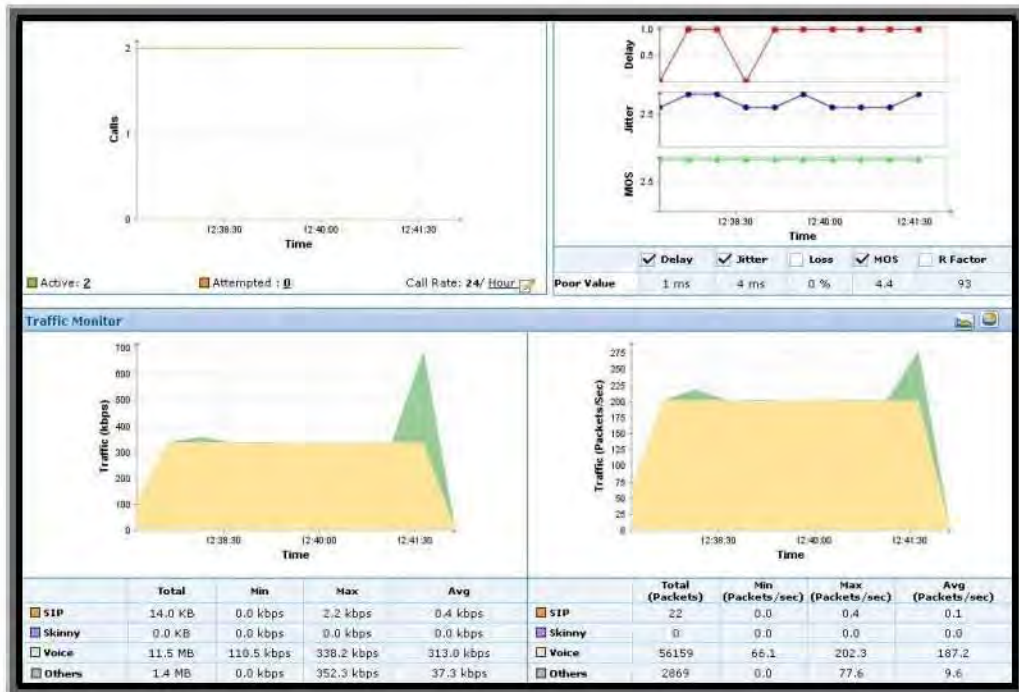 2
1
0
Calls
12:38:30 12:40:00 12:41:30
Time
Active: 2 Attempted : 0 Call Rate: 24/ Hour
1.0
0.5
Delay
2.5
Jitter
2.5
MOS
12:38:30 12:40:00 12:41:30
Time
Delay Jitter Loss MOS R Factor
Poor Value 1 ms 4 ms 0 % 4.4 93
Traffic Monitor
700
600
500
400
300
200
100
0
Traffic (kbps)
12:38:30 12:40:00 12:41:30
Time
275
250
225
200
175
150
125
100
75
50
25
0
Traffic (Packets/Sec)
12:38:30 12:40:00 12:41:30
Time
Total Min Max Avg
SIP 14.0 KB 0.0 kbps 2.2 kbps 0.4 kbps
Skinny 0.0 KB 0.0 kbps 0.0 kbps 0.0 kbps
Voice 11.5 MB 110.5 kbps 338.2 kbps 313.0 kbps
Others 1.4 MB 0.0 kbps 352.3 kbps 37.3 kbps
Total (Packets) Min (Packets/sec) Max (Packets/sec) Avg (Packets/sec)
SIP 22 0.0 0.4 0.1
Skinny 0 0.0 0.0 0.0
Voice 56159 66.1 202.3 187.2
Others 2869 0.0 77.6 9.6